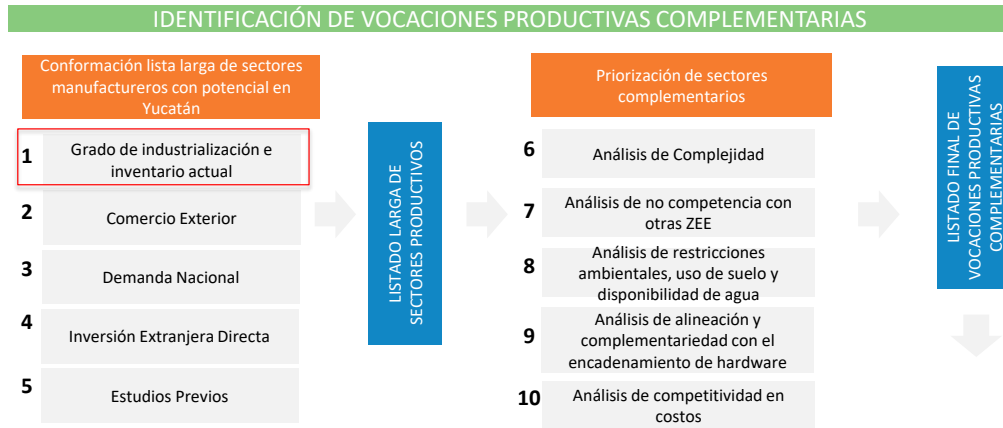 IDENTIFICACIÓN DE VOCACIONES PRODUCTIVAS COMPLEMENTARIAS
Conformación lista larga de sectores
manufactureros con potencial en
Yucatán
1
Grado de industrialización e
inventario actual
2
Comercio Exterior
3
Demanda Nacional
4
Inversión Extranjera Directa
5
Estudios Previos
LISTADO LARGA DE
SECTORES PRODUCTIVOS
Priorización de sectores
complementarios
6
Análisis de Complejidad
7
Análisis de no competencia con
otras ZEE
8
Análisis de restricciones
ambientales, uso de suelo y
disponibilidad de agua
9
Análisis de alineación y
complementariedad con el
encadenamiento de hardware
10
Análisis de competitividad en
costos
LISTADO FINAL DE
VOCACIONES PRODUCTIVAS
COMPLEMENTARIAS